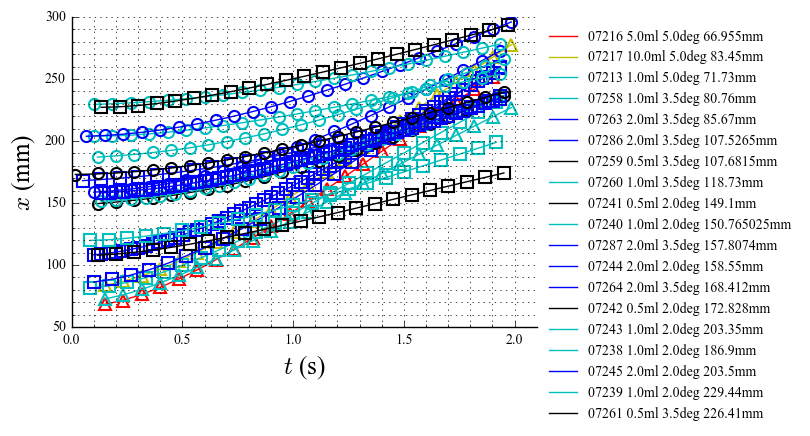 300
250
200
150
100
50
x (mm)
0.0 0.5 1.0 1.5 2.0
t (s)
07216 5.0ml 5.0deg 66.955mm
07217 10.0ml 5.0deg 83.45mm
07213 1.0ml 5.0deg 71.73mm
07258 1.0ml 3.5deg 80.76mm
07263 2.0ml 3.5deg 85.67mm
07286 2.0ml 3.5deg 107.5265mm
07259 0.5ml 3.5deg 107.6815mm
07260 1.0ml 3.5deg 118.73mm
07241 0.5ml 2.0deg 149.1mm
07240 1.0ml 2.0deg 150.765025mm
07287 2.0ml 3.5deg 157.8074mm
07244 2.0ml 2.0deg 158.55mm
07264 2.0ml 3.5deg 168.412mm
07242 0.5ml 2.0deg 172.828mm
07243 1.0ml 2.0deg 203.35mm
07238 1.0ml 2.0deg 186.9mm
07245 2.0ml 2.0deg 203.5mm
07239 1.0ml 2.0deg 229.44mm
07261 0.5ml 3.5deg 226.41mm